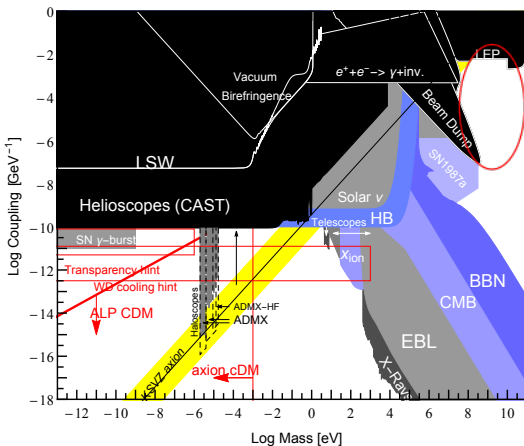 0
-2
-4
-6
-8
-10
-12
-14
-16
-18
Log Coupling [GeV⁻¹]
-12
-10
-8
-6
-4
-2
0
2
4
6
8
10
Log Mass [eV]
LEP
e⁺+e⁻−> γ+inv.
Vacuum
Birefringence
Beam Dump
LSW
SN1987a
Solar ν
Helioscopes (CAST)
Telescopes
HB
SN γ−burst
Xion
Transparency hint
WD cooling hint
BBN
CMB
ALP CDM
Haloscopes
ADMX−HF
ADMX
EBL
axion cDM
KSVZ axion
X-Rays